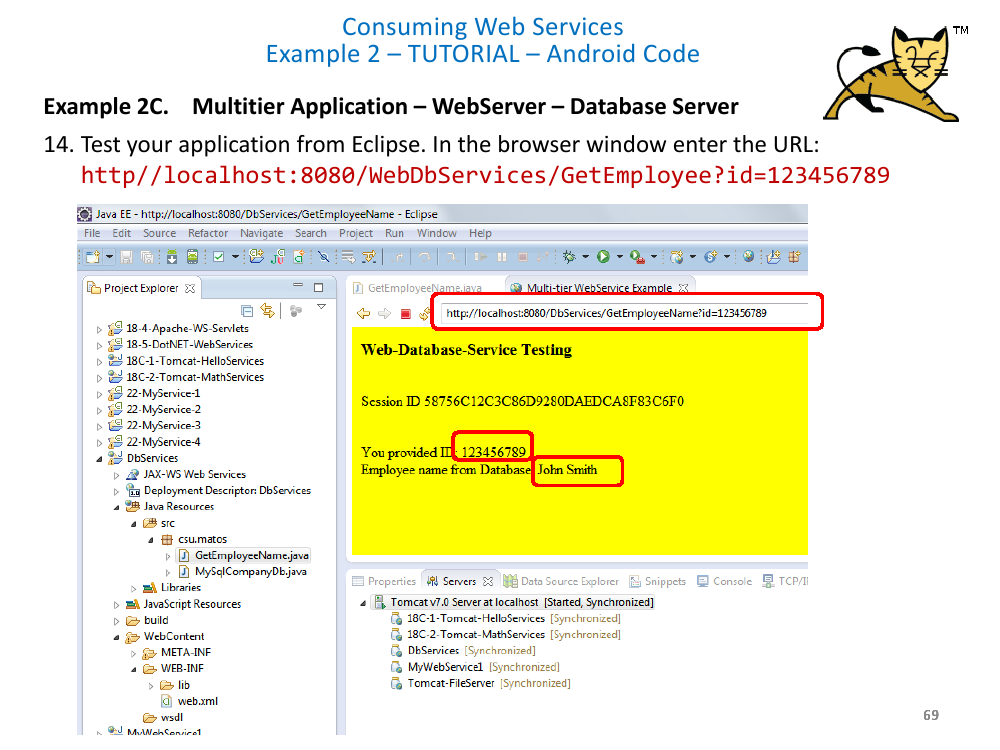 Consuming Web Services
Example 2 – TUTORIAL – Android Code
TM
Example 2C. Multitier Application – WebServer – Database Server
14. Test your application from Eclipse. In the browser window enter the URL:
http//localhost:8080/WebDbServices/GetEmployee?id=123456789
Java EE - http://localhost:8080/DbServices/GetEmployeeName - Eclipse
File Edit Source Refactor Navigate Search Project Run Window Help
Project Explorer
18-4-Apache-WS-Servlets
18-5-DotNET-WebServices
18C-1-Tomcat-HelloServices
18C-2-Tomcat-MathServices
22-MyService-1
22-MyService-2
22-MyService-3
22-MyService-4
DbServices
JAX-WS Web Services
Deployment Descriptor: DbServices
Java Resources
src
csu.matos
GetEmployeeName.java
MySqlCompanyDb.java
Libraries
JavaScript Resources
build
WebContent
META-INF
WEB-INF
lib
web.xml
wsdl
MyWebService1
GetEmployeeName.java Multi-tier WebService Example
http://localhost:8080/DbServices/GetEmployeeName?id=123456789
Web-Database-Service Testing
Session ID 58756C12C3C86D9280DAEDCA8F83C6F0
You provided ID: 123456789
Employee name from Database John Smith
Properties Servers Data Source Explorer Snippets Console TCP/I
Tomcat v7.0 Server at localhost [Started, Synchronized]
18C-1-Tomcat-HelloServices [Synchronized]
18C-2-Tomcat-MathServices [Synchronized]
DbServices [Synchronized]
MyWebService1 [Synchronized]
Tomcat-FileServer [Synchronized]
69